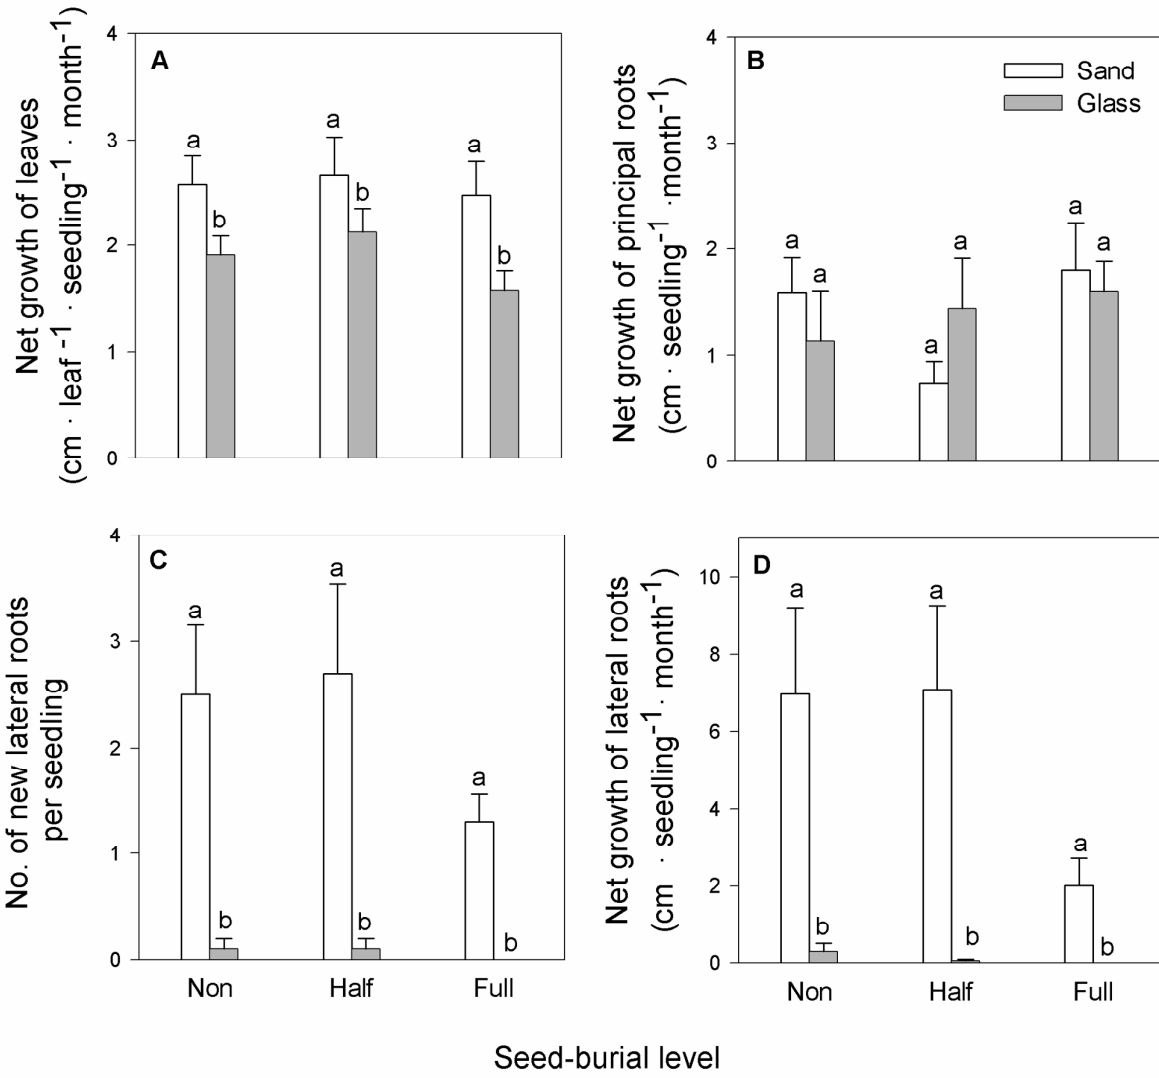 A
Net growth of leaves
(cm · leaf⁻¹ · seedling⁻¹ · month⁻¹)
4
3
2
1
0
a
b
a
b
a
b
B
Sand
Glass
Net growth of principal roots
(cm · seedling⁻¹ ·month⁻¹)
4
3
2
1
0
a
a
a
a
a
a
C
No. of new lateral roots
per seedling
4
3
2
1
0
a
b
a
b
a
b
Non
Half
Full
D
Net growth of lateral roots
(cm · seedling⁻¹· month⁻¹)
10
8
6
4
2
0
a
b
a
b
a
b
Non
Half
Full
Seed-burial level